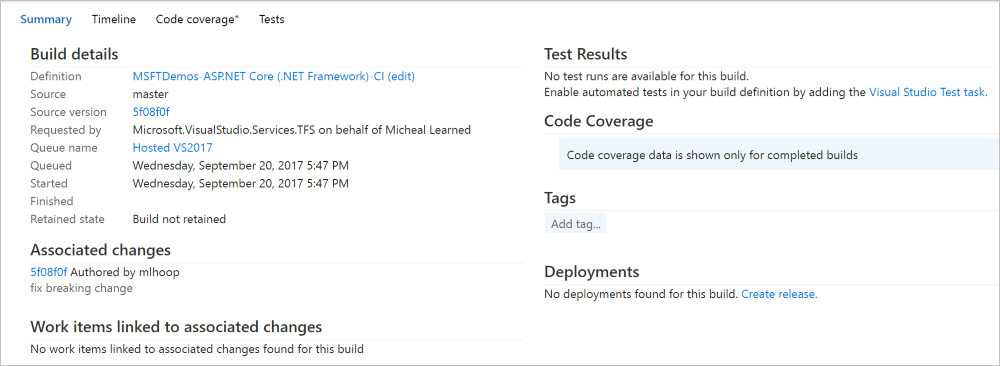 Summary Timeline Code coverage* Tests
Build details
Definition MSFTDemos-ASP.NET Core (.NET Framework)-CI (edit)
Source master
Source version 5f08f0f
Requested by Microsoft.VisualStudio.Services.TFS on behalf of Micheal Learned
Queue name Hosted VS2017
Queued Wednesday, September 20, 2017 5:47 PM
Started Wednesday, September 20, 2017 5:47 PM
Finished
Retained state Build not retained
Associated changes
5f08f0f Authored by mlhoop
fix breaking change
Work items linked to associated changes
No work items linked to associated changes found for this build
Test Results
No test runs are available for this build.
Enable automated tests in your build definition by adding the Visual Studio Test task.
Code Coverage
Code coverage data is shown only for completed builds
Tags
Add tag...
Deployments
No deployments found for this build. Create release.